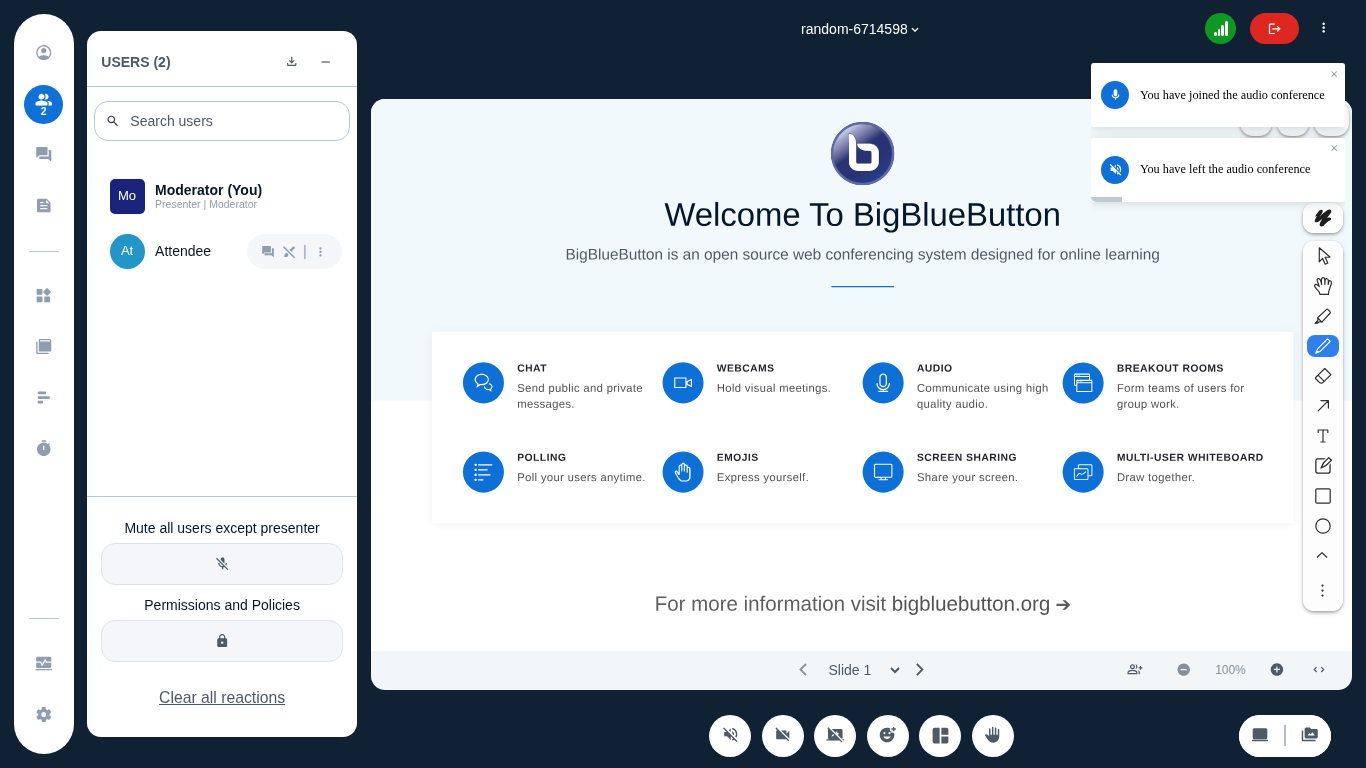 random-6714598
USERS (2)
2
Search users
Mo
Moderator (You)
Presenter | Moderator
At
Attendee
Mute all users except presenter
Permissions and Policies
Clear all reactions
You have joined the audio conference
You have left the audio conference
Welcome To BigBlueButton
BigBlueButton is an open source web conferencing system designed for online learning
CHAT
Send public and private
messages.
WEBCAMS
Hold visual meetings.
AUDIO
Communicate using high
quality audio.
BREAKOUT ROOMS
Form teams of users for
group work.
POLLING
Poll your users anytime.
EMOJIS
Express yourself.
SCREEN SHARING
Share your screen.
MULTI-USER WHITEBOARD
Draw together.
For more information visit bigbluebutton.org ➔
Slide 1
100%